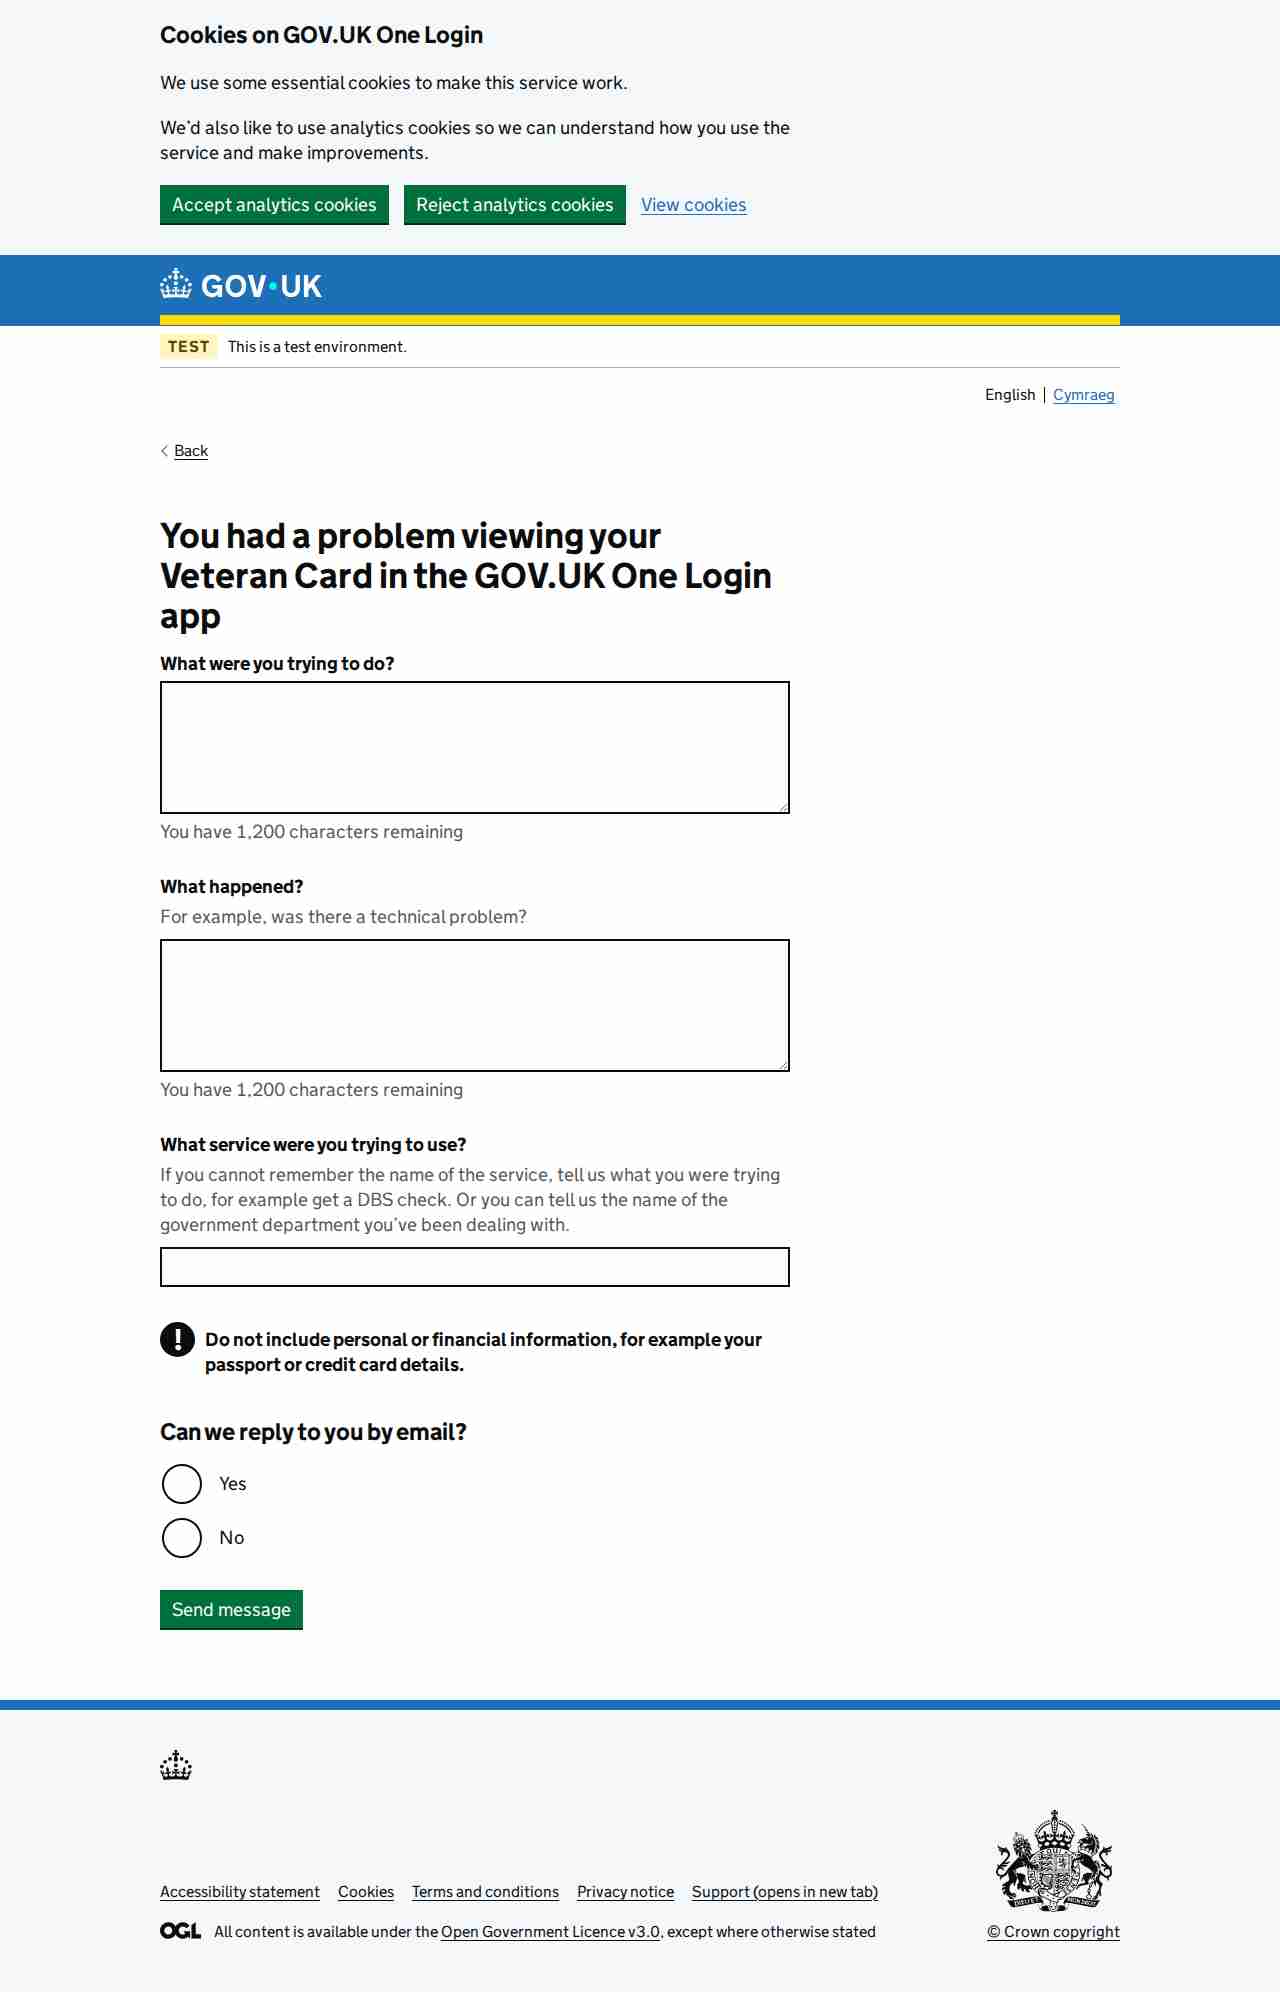 Cookies on GOV.UK One Login
We use some essential cookies to make this service work.
We'd also like to use analytics cookies so we can understand how you use the
service and make improvements.
Accept analytics cookies
Reject analytics cookies
View cookies
GOV·UK
TEST
This is a test environment.
English
Cymraeg
Back
You had a problem viewing your
Veteran Card in the GOV.UK One Login
app
What were you trying to do?
You have 1,200 characters remaining
What happened?
For example, was there a technical problem?
You have 1,200 characters remaining
What service were you trying to use?
If you cannot remember the name of the service, tell us what you were trying
to do, for example get a DBS check. Or you can tell us the name of the
government department you've been dealing with.
! Do not include personal or financial information, for example your
passport or credit card details.
Can we reply to you by email?
Yes
No
Send message
Accessibility statement
Cookies
Terms and conditions
Privacy notice
Support (opens in new tab)
OGL All content is available under the Open Government Licence v3.0, except where otherwise stated
© Crown copyright